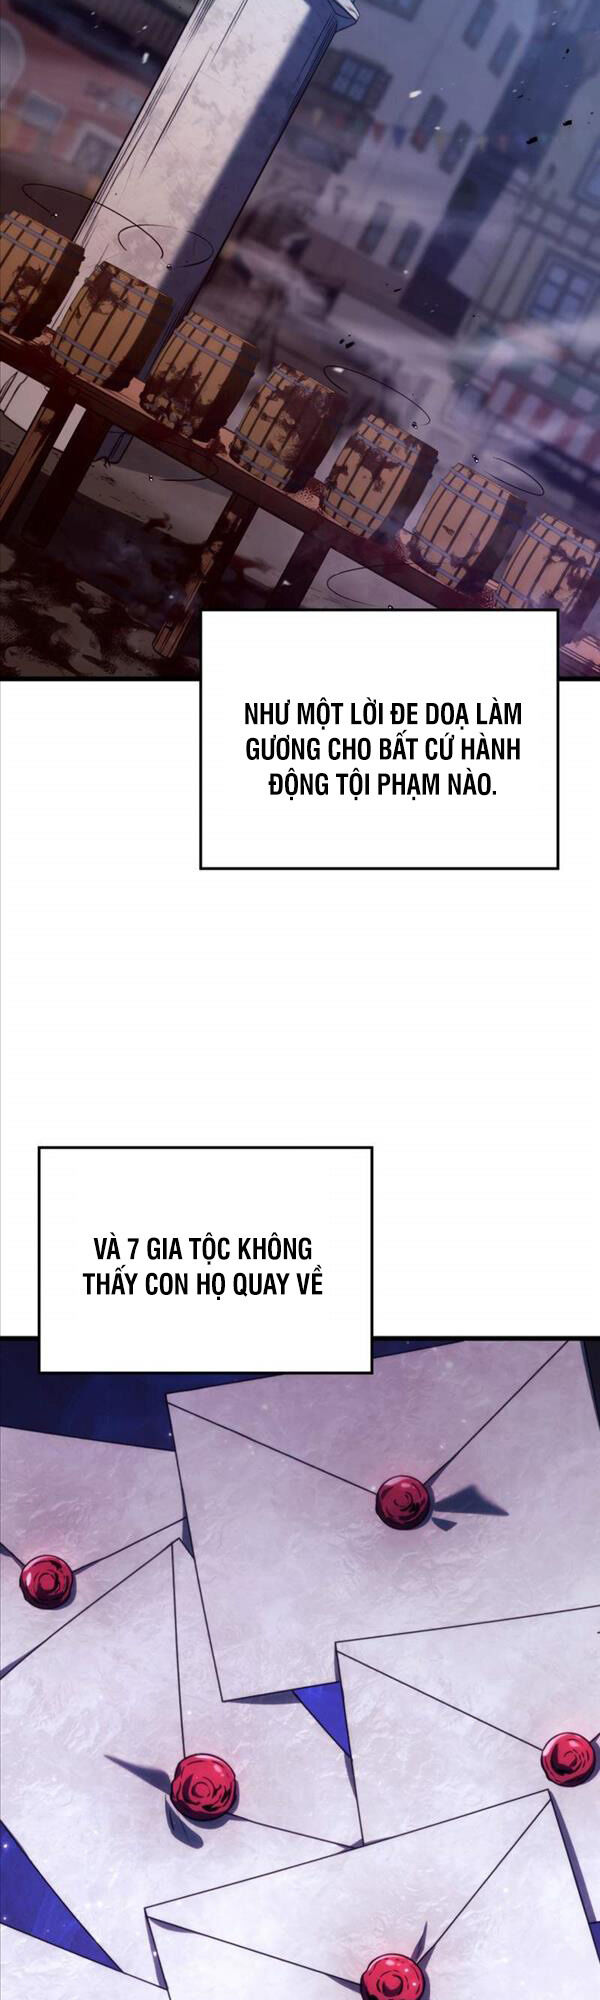 NHƯ MỘT LỜI ĐE DOẠ LÀM
GƯƠNG CHO BẤT CỨ HÀNH
ĐỘNG TỘI PHẠM NÀO.
VÀ 7 GIA TỘC KHÔNG
THẤY CON HỌ QUAY VỀ